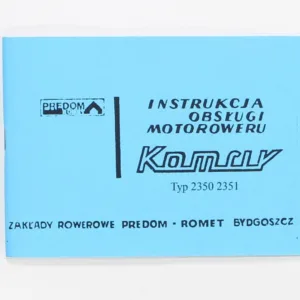 PREDOM
INSTRUKCJA
OBSŁUGI
MOTOROWERU
Komar
Typ 2350 2351
ZAKŁADY ROWEROWE PREDOM - ROMET BYDGOSZCZ